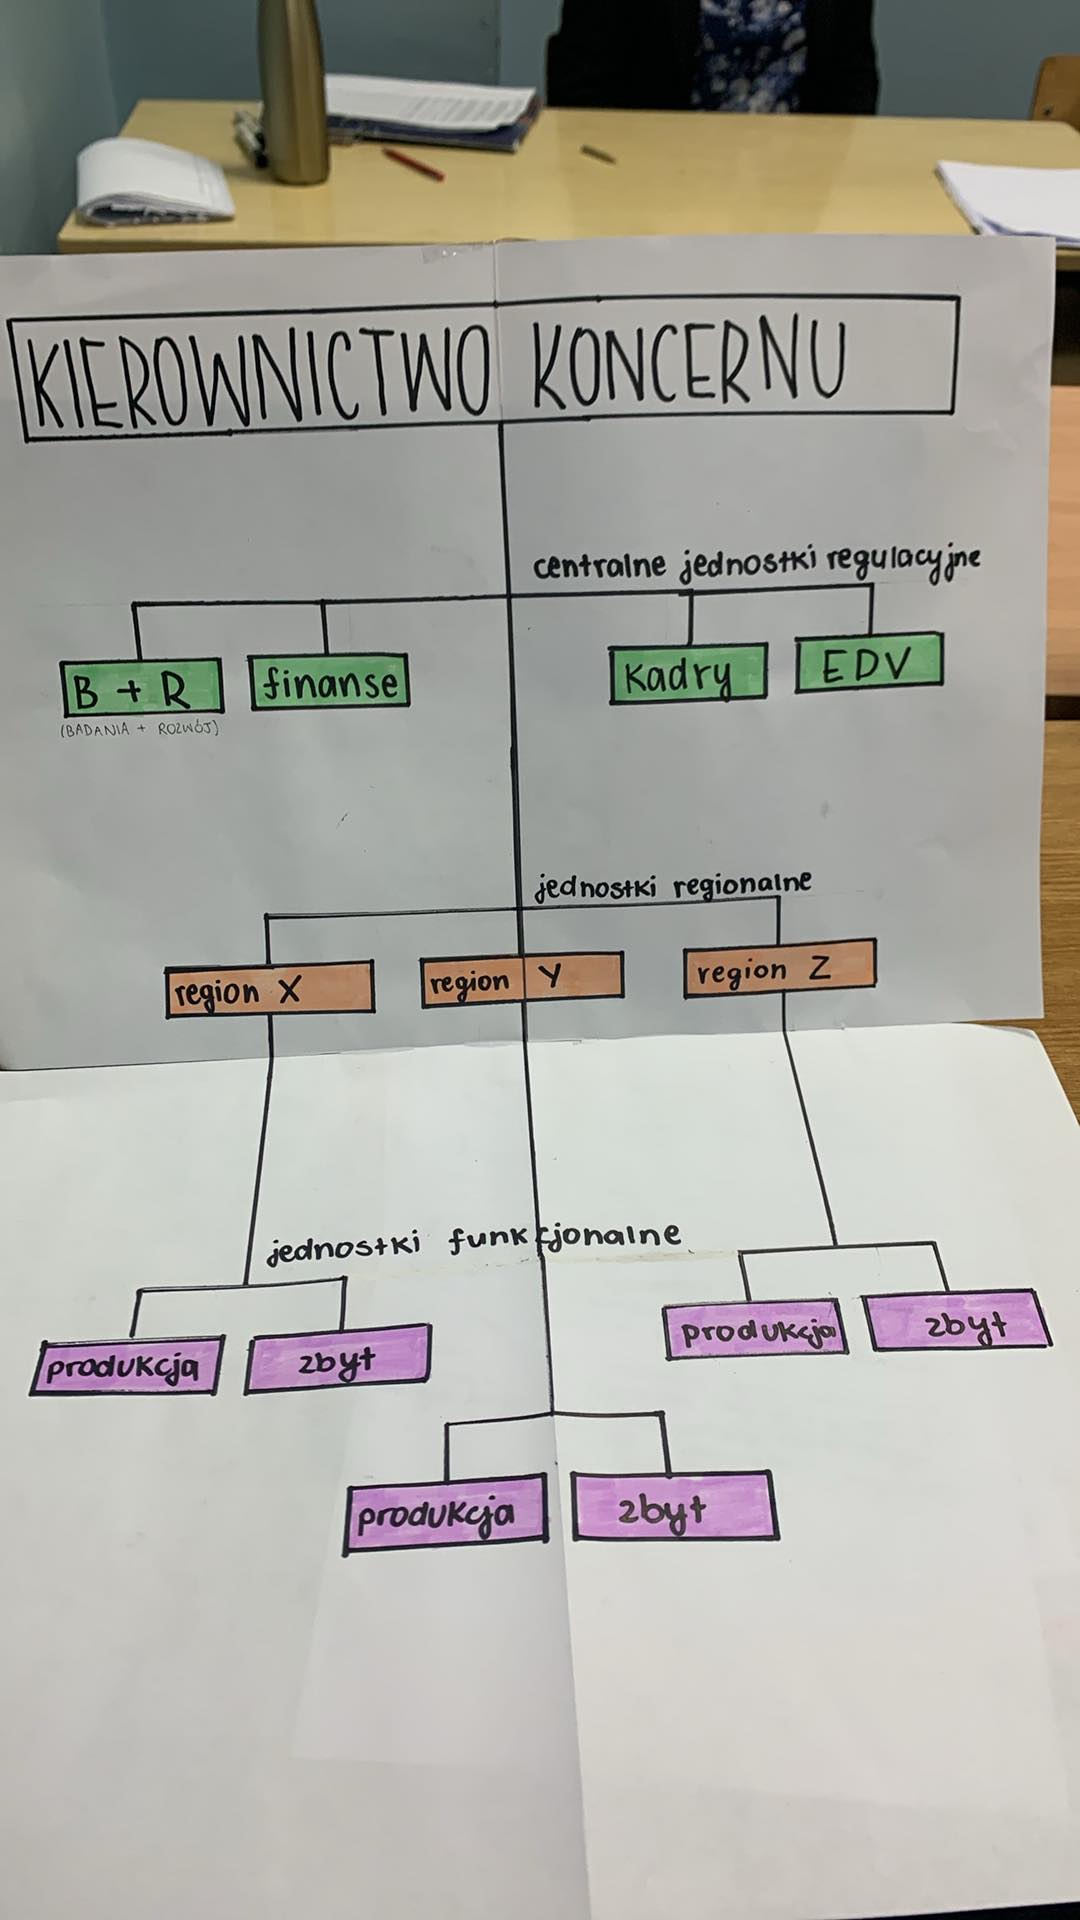 KIEROWNICTWO KONCERNU
centralne jednostki regulacyjne
B + R
finanse
Kadry
EDV
(BADANIA + ROZWÓJ)
jednostki regionalne
region X
region Y
region Z
jednostki funkcjonalne
produkcja
zbyt
produkcja
zbyt
produkcja
zbyt